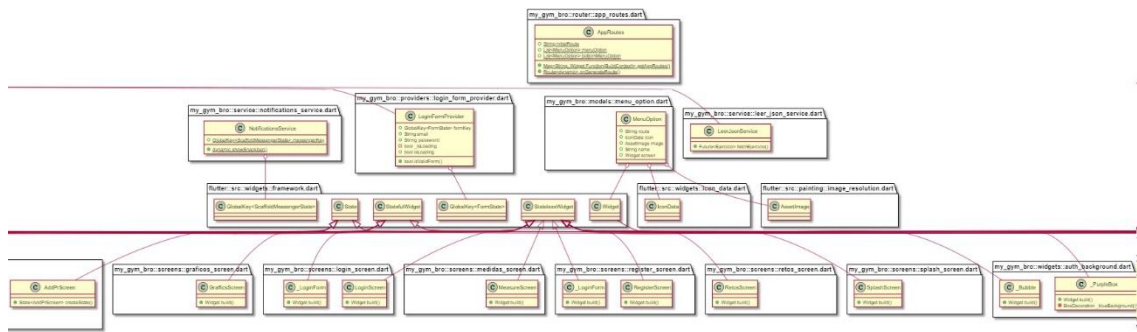 my_gym_bro::router::app_routes.dart
C AppRoutes
String initialRoute
List<MenuOption> menuOption
List<MenuOption> bottomMenuOption
Map<String, Widget Function(BuildContext)> getAppRoutes()
Route<dynamic> onGenerateRoute()
my_gym_bro::service::notifications_service.dart
C NotificationsService
GlobalKey<ScaffoldMessengerState> messengerKey
dynamic showSnackbar()
my_gym_bro::providers::login_form_provider.dart
C LoginFormProvider
GlobalKey<FormState> formKey
String email
String password
bool _isLoading
bool isLoading
bool isValidForm()
my_gym_bro::models::menu_option.dart
C MenuOption
String route
IconData icon
AssetImage image
String name
Widget screen
my_gym_bro::service::leer_json_service.dart
C LeerJsonService
flutter::src::widgets::framework.dart
C GlobalKey<ScaffoldMessengerState>
C State
C StatefulWidget
C GlobalKey<FormState>
C StatelessWidget
C Widget
flutter::src::widgets::icon_data.dart
C IconData
flutter::src::painting::image_resolution.dart
C AssetImage
C AddPrScreen
State<AddPrScreen> createState()
my_gym_bro::screens::graficos_screen.dart
C GraficosScreen
Widget build()
my_gym_bro::screens::login_screen.dart
C _LoginForm
Widget build()
C LoginScreen
Widget build()
my_gym_bro::screens::medidas_screen.dart
C MeasureScreen
Widget build()
my_gym_bro::screens::register_screen.dart
C _LoginForm
Widget build()
C RegisterScreen
Widget build()
my_gym_bro::screens::retos_screen.dart
C RetosScreen
Widget build()
my_gym_bro::screens::splash_screen.dart
C SplashScreen
Widget build()
my_gym_bro::widgets::auth_background.dart
C _Bubble
Widget build()
C _PurpleBox
Widget build()
BoxDecoration _blueBackground()